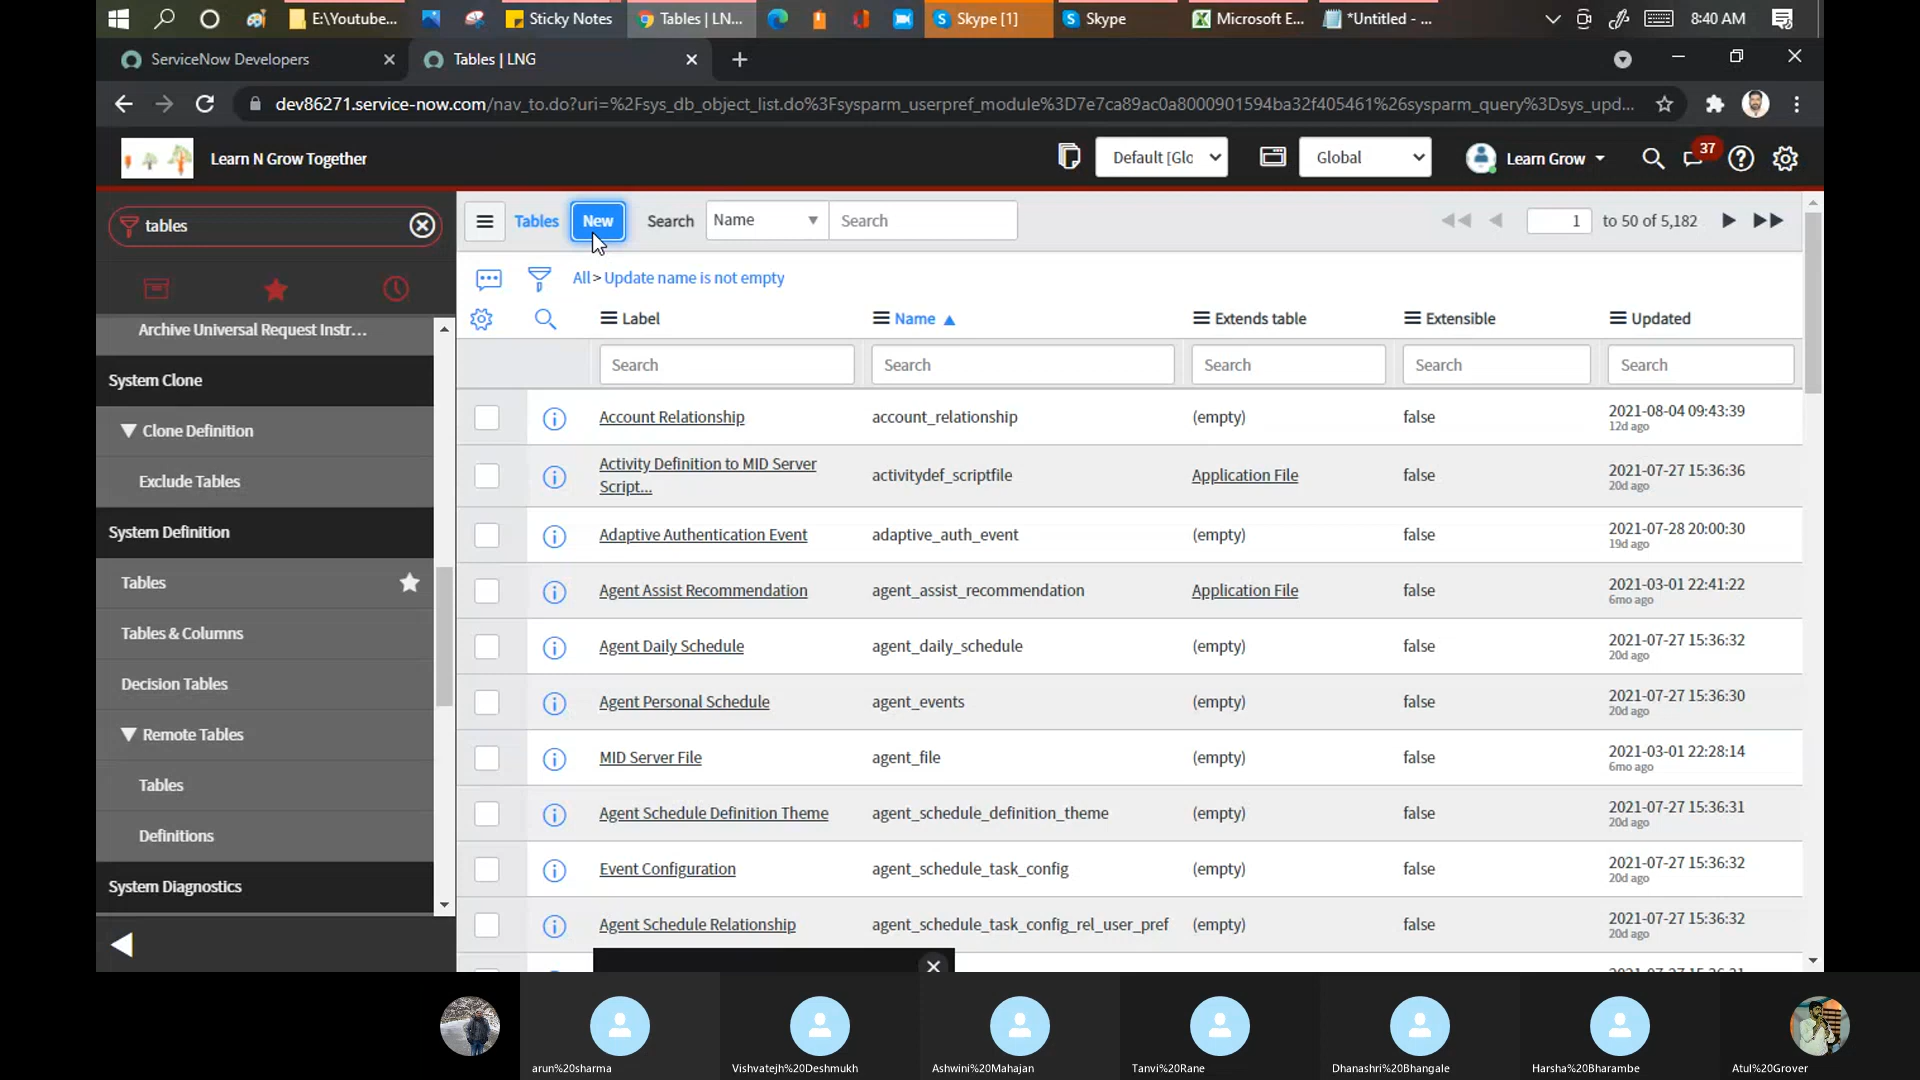 E:\Youtube...
Sticky Notes
Tables | LN...
Skype [1]
Skype
Microsoft E...
*Untitled - ...
8:40 AM
ServiceNow Developers
Tables | LNG
dev86271.service-now.com/nav_to.do?uri=%2Fsys_db_object_list.do%3Fsysparm_userpref_module%3D7e7ca89ac0a8000901594ba32f405461%26sysparm_query%3Dsys_upd...
Learn N Grow Together
Default [Glo
Global
Learn Grow
37
tables
Archive Universal Request Instr...
System Clone
Clone Definition
Exclude Tables
System Definition
Tables
Tables & Columns
Decision Tables
Remote Tables
Tables
Definitions
System Diagnostics
Tables
New
Search
Name
Search
1
to 50 of 5,182
All > Update name is not empty
Label Name Extends table Extensible Updated
Search Search Search Search Search
Account Relationship account_relationship (empty) false 2021-08-04 09:43:39
12d ago
Activity Definition to MID Server
Script... activitydef_scriptfile Application File false 2021-07-27 15:36:36
20d ago
Adaptive Authentication Event adaptive_auth_event (empty) false 2021-07-28 20:00:30
19d ago
Agent Assist Recommendation agent_assist_recommendation Application File false 2021-03-01 22:41:22
6mo ago
Agent Daily Schedule agent_daily_schedule (empty) false 2021-07-27 15:36:32
20d ago
Agent Personal Schedule agent_events (empty) false 2021-07-27 15:36:30
20d ago
MID Server File agent_file (empty) false 2021-03-01 22:28:14
6mo ago
Agent Schedule Definition Theme agent_schedule_definition_theme (empty) false 2021-07-27 15:36:31
20d ago
Event Configuration agent_schedule_task_config (empty) false 2021-07-27 15:36:32
20d ago
Agent Schedule Relationship agent_schedule_task_config_rel_user_pref (empty) false 2021-07-27 15:36:32
20d ago
arun%20sharma
Vishvatejh%20Deshmukh
Ashwini%20Mahajan
Tanvi%20Rane
Dhanashri%20Bhangale
Harsha%20Bharambe
Atul%20Grover